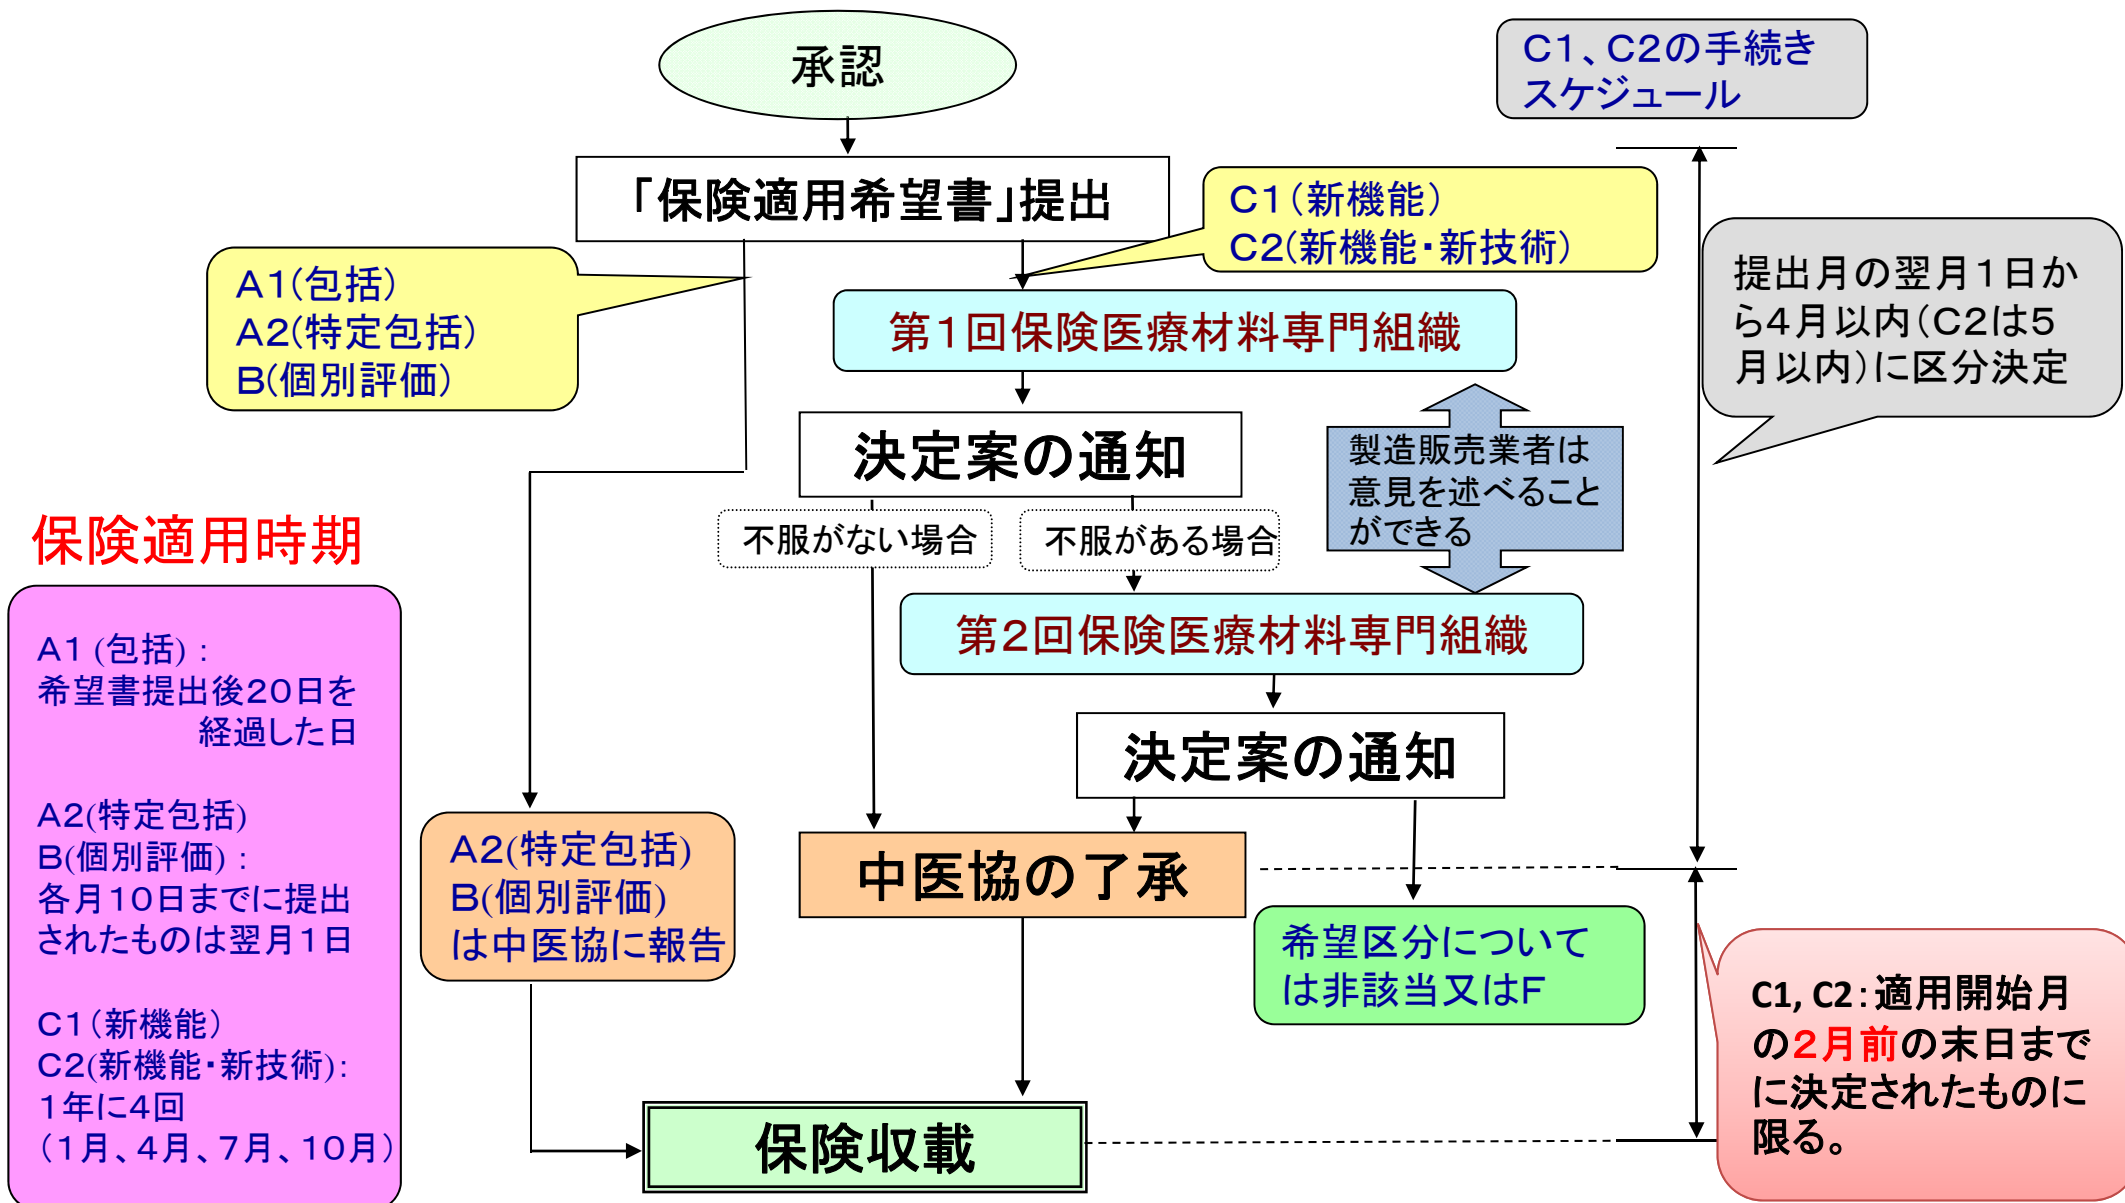 承認
C1、C2の手続き
スケジュール
「保険適用希望書」提出
C1(新機能)
C2(新機能・新技術)
A1(包括)
A2(特定包括)
B(個別評価)
提出月の翌月1日か
ら4月以内(C2は5
月以内)に区分決定
第1回保険医療材料専門組織
決定案の通知
製造販売業者は
意見を述べること
ができる
不服がない場合
不服がある場合
保険適用時期
第2回保険医療材料専門組織
A1 (包括) :
希望書提出後20日を
経過した日
A2(特定包括)
B(個別評価) :
各月10日までに提出
されたものは翌月1日
C1(新機能)
C2(新機能・新技術):
1年に4回
(1月、4月、7月、10月)
決定案の通知
A2(特定包括)
B(個別評価)
は中医協に報告
中医協の了承
希望区分について
は非該当又はF
C1, C2:適用開始月
の2月前の末日まで
に決定されたものに
限る。
保険収載